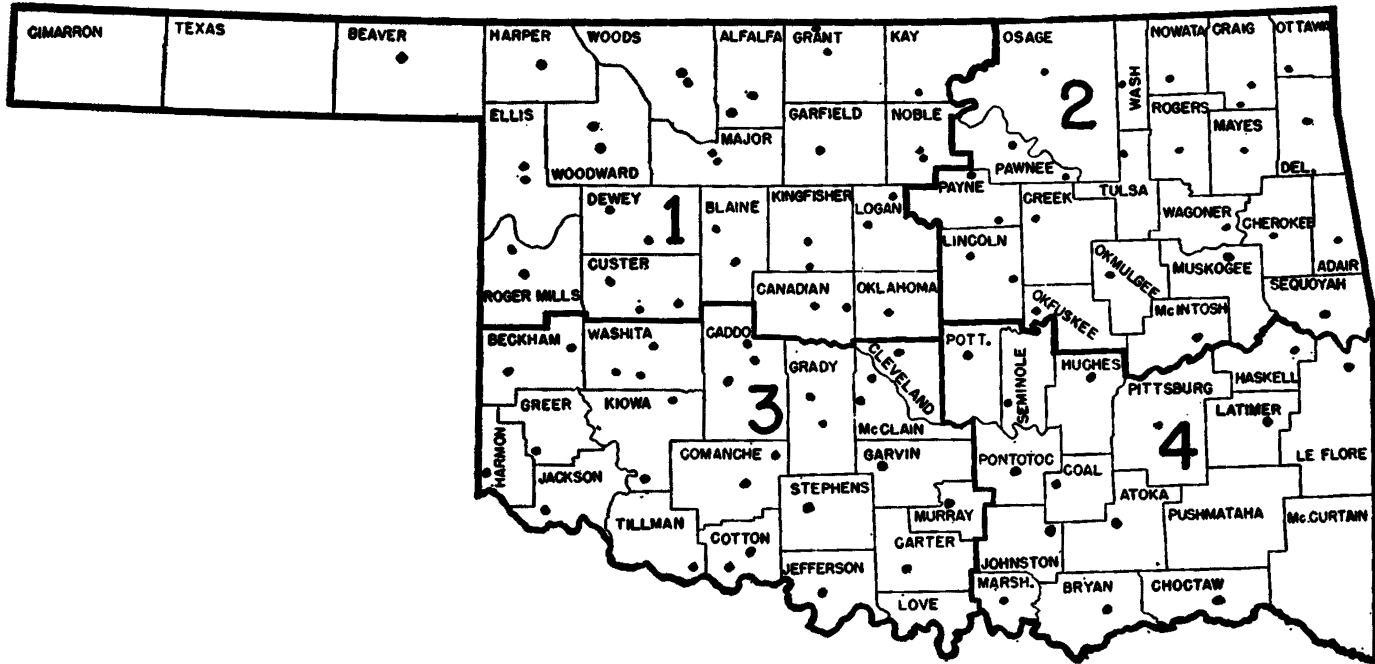 CIMARRON
TEXAS
BEAVER
HARPER
WOODS
ALFALFA
GRANT
KAY
OSAGE
WASH
NOWATA
CRAIG
OTTAWA
ELLIS
WOODWARD
MAJOR
GARFIELD
NOBLE
PAWNEE
2
ROGERS
MAYES
DEL.
DEWEY
1
BLAINE
KINGFISHER
LOGAN
PAYNE
CREEK
TULSA
WAGONER
CHEROKEE
ADAIR
ROGER MILLS
CUSTER
CANADIAN
OKLAHOMA
LINCOLN
OKFUSKEE
OKMULGEE
MUSKOGEE
McINTOSH
SEQUOYAH
BECKHAM
WASHITA
CADDO
GRADY
CLEVELAND
McCLAIN
POTT.
SEMINOLE
HUGHES
PITTSBURG
HASKELL
LATIMER
LE FLORE
HARMON
GREER
KIOWA
3
COMANCHE
GARVIN
PONTOTOC
COAL
4
JACKSON
TILLMAN
COTTON
STEPHENS
MURRAY
CARTER
JOHNSTON
ATOKA
PUSHMATAHA
Mc.CURTAIN
JEFFERSON
LOVE
MARSH.
BRYAN
CHOCTAW